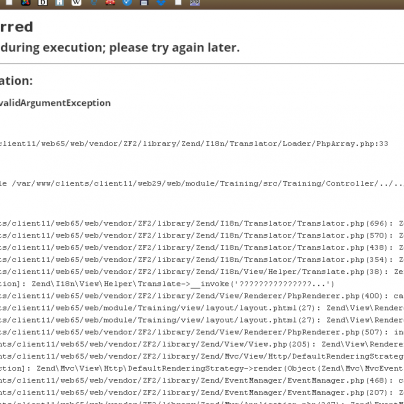 rred
during execution; please try again later.
ation:
validArgumentException
client11/web65/web/vendor/ZF2/library/Zend/I18n/Translator/Loader/PhpArray.php:33
le /var/www/clients/client11/web29/web/module/Training/src/Training/Controller/../..
ts/client11/web65/web/vendor/ZF2/library/Zend/I18n/Translator/Translator.php(696): Z
ts/client11/web65/web/vendor/ZF2/library/Zend/I18n/Translator/Translator.php(570): Z
ts/client11/web65/web/vendor/ZF2/library/Zend/I18n/Translator/Translator.php(438): Z
ts/client11/web65/web/vendor/ZF2/library/Zend/I18n/Translator/Translator.php(354): Z
ts/client11/web65/web/vendor/ZF2/library/Zend/I18n/View/Helper/Translate.php(38): Ze
tion]: Zend\I18n\View\Helper\Translate->__invoke('???????????????...')
ts/client11/web65/web/vendor/ZF2/library/Zend/View/Renderer/PhpRenderer.php(400): ca
ts/client11/web65/web/module/Training/view/layout/layout.phtml(27): Zend\View\Render
ts/client11/web65/web/module/Training/view/layout/layout.phtml(27): Zend\View\Render
ts/client11/web65/web/vendor/ZF2/library/Zend/View/Renderer/PhpRenderer.php(507): in
nts/client11/web65/web/vendor/ZF2/library/Zend/View/View.php(205): Zend\View\Rendere
nts/client11/web65/web/vendor/ZF2/library/Zend/Mvc/View/Http/DefaultRenderingStrateg
ction]: Zend\Mvc\View\Http\DefaultRenderingStrategy->render(Object(Zend\Mvc\MvcEvent
nts/client11/web65/web/vendor/ZF2/library/Zend/EventManager/EventManager.php(468): c
nts/client11/web65/web/vendor/ZF2/library/Zend/EventManager/EventManager.php(207): Z